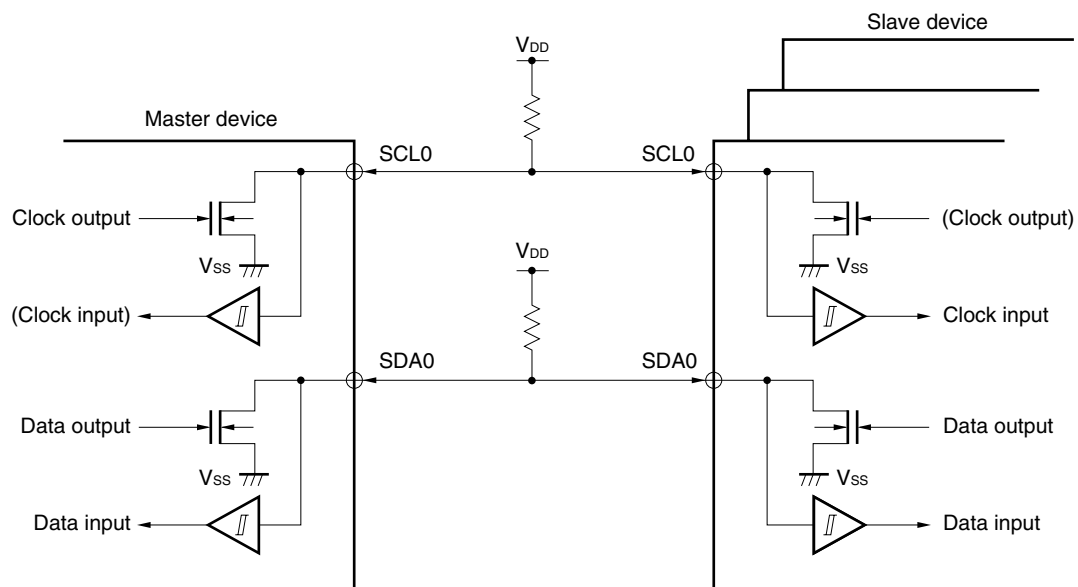 Slave device
VDD
Master device
SCL0
SCL0
Clock output
(Clock output)
VSS
VDD
VSS
(Clock input)
Clock input
SDA0
SDA0
Data output
Data output
VSS
VSS
Data input
Data input